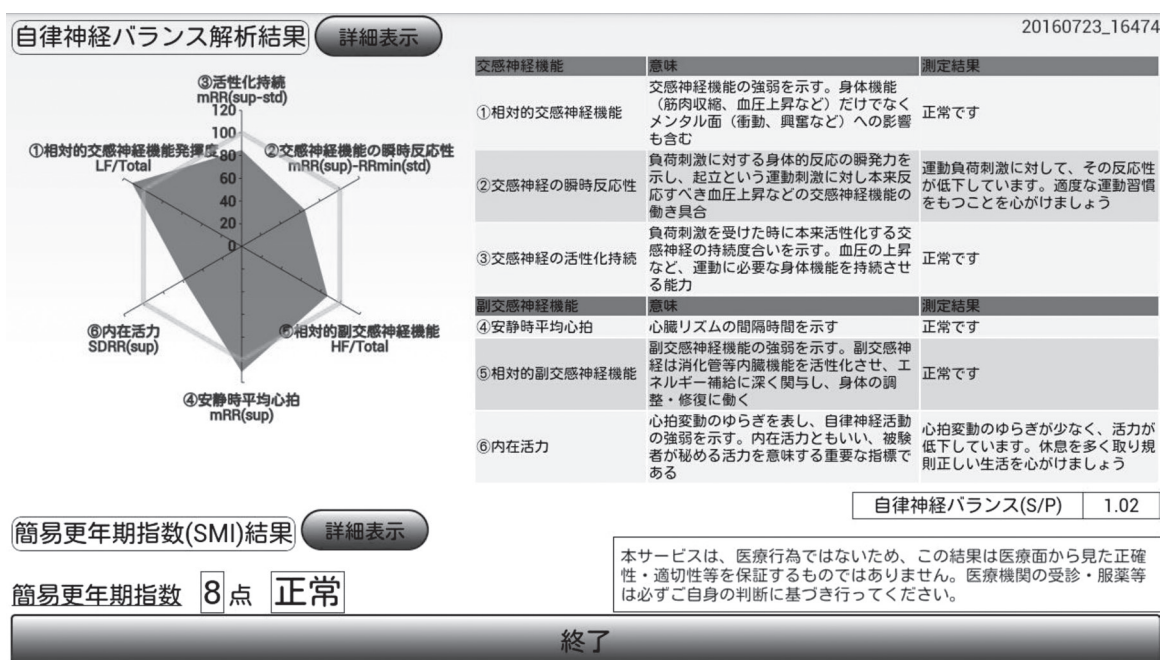 自律神経バランス解析結果
詳細表示
20160723_16474
③活性化持続
mRR(sup-std)
120
100
80
60
40
20
0
①相対的交感神経機能発揮度
LF/Total
②交感神経機能の瞬時反応性
mRR(sup)-RRmin(std)
⑥内在活力
SDRR(sup)
⑤相対的副交感神経機能
HF/Total
④安静時平均心拍
mRR(sup)
交感神経機能 意味 測定結果
①相対的交感神経機能
交感神経機能の強弱を示す。身体機能
（筋肉収縮、血圧上昇など）だけでなく
メンタル面（衝動、興奮など）への影響
も含む
正常です
②交感神経の瞬時反応性
負荷刺激に対する身体的反応の瞬発力を
示し、起立という運動刺激に対し本来反
応すべき血圧上昇などの交感神経機能の
働き具合
運動負荷刺激に対して、その反応性
が低下しています。適度な運動習慣
をもつことを心がけましょう
③交感神経の活性化持続
負荷刺激を受けた時に本来活性化する交
感神経の持続度合いを示す。血圧の上昇
など、運動に必要な身体機能を持続させ
る能力
正常です
副交感神経機能 意味 測定結果
④安静時平均心拍
心臓リズムの間隔時間を示す
正常です
⑤相対的副交感神経機能
副交感神経機能の強弱を示す。副交感神
経は消化管等内臓機能を活性化させ、エ
ネルギー補給に深く関与し、身体の調
整・修復に働く
正常です
⑥内在活力
心拍変動のゆらぎを表し、自律神経活動
の強弱を示す。内在活力ともいい、被験
者が秘める活力を意味する重要な指標で
ある
心拍変動のゆらぎが少なく、活力が
低下しています。休息を多く取り規
則正しい生活を心がけましょう
自律神経バランス(S/P) 1.02
簡易更年期指数(SMI)結果
詳細表示
簡易更年期指数 8 点 正常
本サービスは、医療行為ではないため、この結果は医療面から見た正確
性・適切性等を保証するものではありません。医療機関の受診・服薬等
は必ずご自身の判断に基づき行ってください。
終了